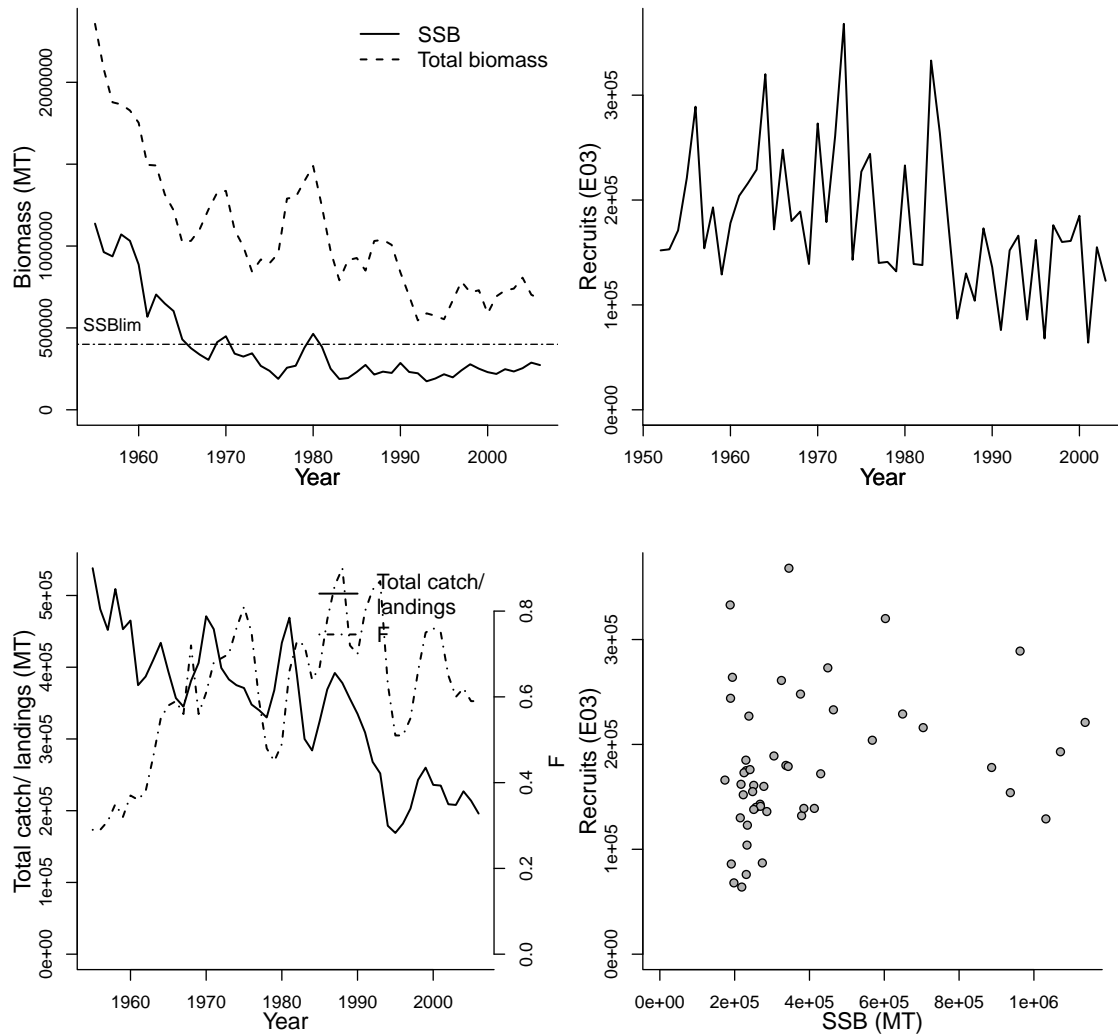 SSB
Total biomass
Biomass (MT)
0
500000
1000000
2000000
SSBlim
1960
1970
1980
1990
2000
Year
Recruits (E03)
0e+00
1e+05
2e+05
3e+05
1950
1960
1970
1980
1990
2000
Year
Total catch/
landings
F
Total catch/ landings (MT)
0e+00
1e+05
2e+05
3e+05
4e+05
5e+05
0.0
0.2
0.4
0.6
0.8
F
1960
1970
1980
1990
2000
Year
Recruits (E03)
0e+00
1e+05
2e+05
3e+05
0e+00
2e+05
4e+05
6e+05
8e+05
1e+06
SSB (MT)